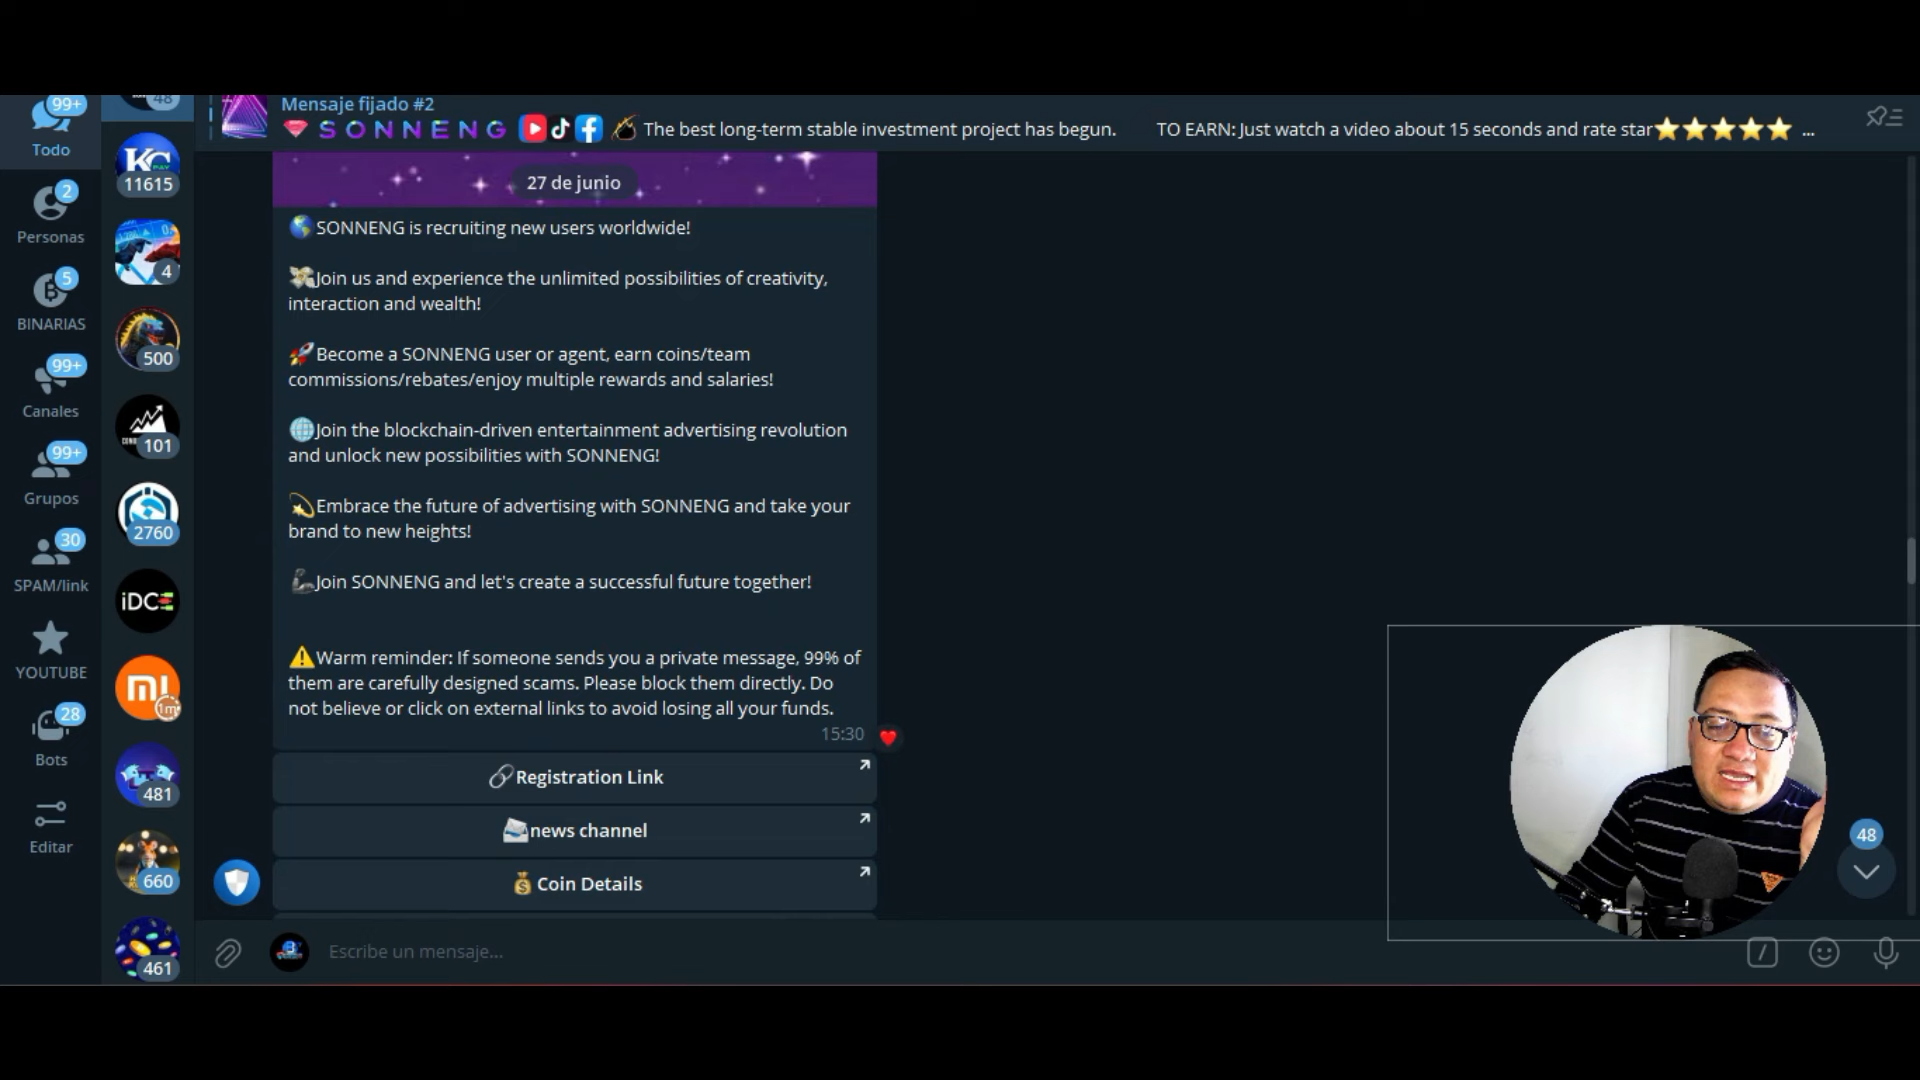 99+
Todo
2
Personas
5
BINARIAS
99+
Canales
99+
Grupos
30
SPAM/link
YOUTUBE
28
Bots
Editar
48
KC
PAY
11615
4
500
101
2760
iDC
1m
481
660
461
Mensaje fijado #2
SONNENG The best long-term stable investment project has begun. TO EARN: Just watch a video about 15 seconds and rate star⭐⭐⭐⭐⭐ ...
27 de junio
🌎SONNENG is recruiting new users worldwide!
💸Join us and experience the unlimited possibilities of creativity,
interaction and wealth!
🚀Become a SONNENG user or agent, earn coins/team
commissions/rebates/enjoy multiple rewards and salaries!
🌐Join the blockchain-driven entertainment advertising revolution
and unlock new possibilities with SONNENG!
💫Embrace the future of advertising with SONNENG and take your
brand to new heights!
🦾Join SONNENG and let's create a successful future together!
⚠️Warm reminder: If someone sends you a private message, 99% of
them are carefully designed scams. Please block them directly. Do
not believe or click on external links to avoid losing all your funds.
15:30
🔗Registration Link
📨news channel
💰Coin Details
48
Escribe un mensaje...